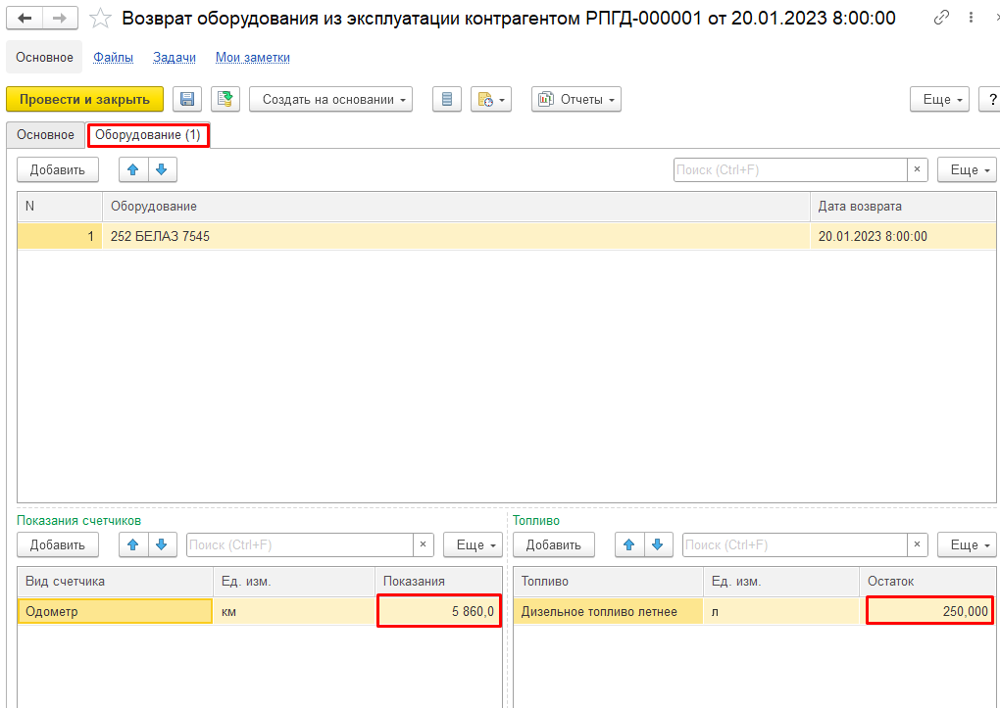 Возврат оборудования из эксплуатации контрагентом РПГД-000001 от 20.01.2023 8:00:00
Основное Файлы Задачи Мои заметки
Провести и закрыть Создать на основании Отчеты Еще ?
Основное Оборудование (1)
Добавить Поиск (Ctrl+F) × Еще
N Оборудование Дата возврата
1 252 БЕЛАЗ 7545 20.01.2023 8:00:00
Показания счетчиков Топливо
Добавить Поиск (Ctrl+F) × Еще Добавить Поиск (Ctrl+F) × Еще
Вид счетчика Ед. изм. Показания Топливо Ед. изм. Остаток
Одометр км 5 860,0 Дизельное топливо летнее л 250,000